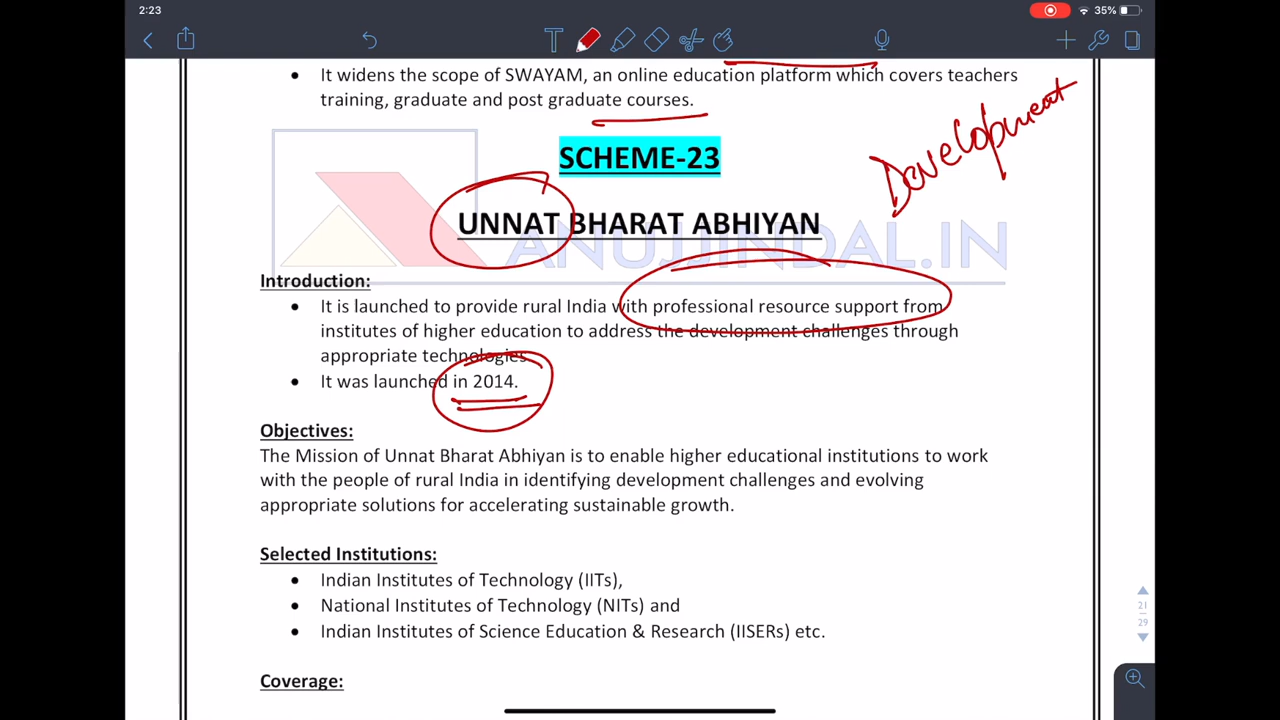 2:23
35%
T
• It widens the scope of SWAYAM, an online education platform which covers teachers
training, graduate and post graduate courses.
Development
SCHEME-23
UNNAT BHARAT ABHIYAN
ANUJJINDAL.IN
Introduction:
• It is launched to provide rural India with professional resource support from
institutes of higher education to address the development challenges through
appropriate technologies.
• It was launched in 2014.
Objectives:
The Mission of Unnat Bharat Abhiyan is to enable higher educational institutions to work
with the people of rural India in identifying development challenges and evolving
appropriate solutions for accelerating sustainable growth.
Selected Institutions:
• Indian Institutes of Technology (IITs),
• National Institutes of Technology (NITs) and
• Indian Institutes of Science Education & Research (IISERs) etc.
21
29
Coverage: